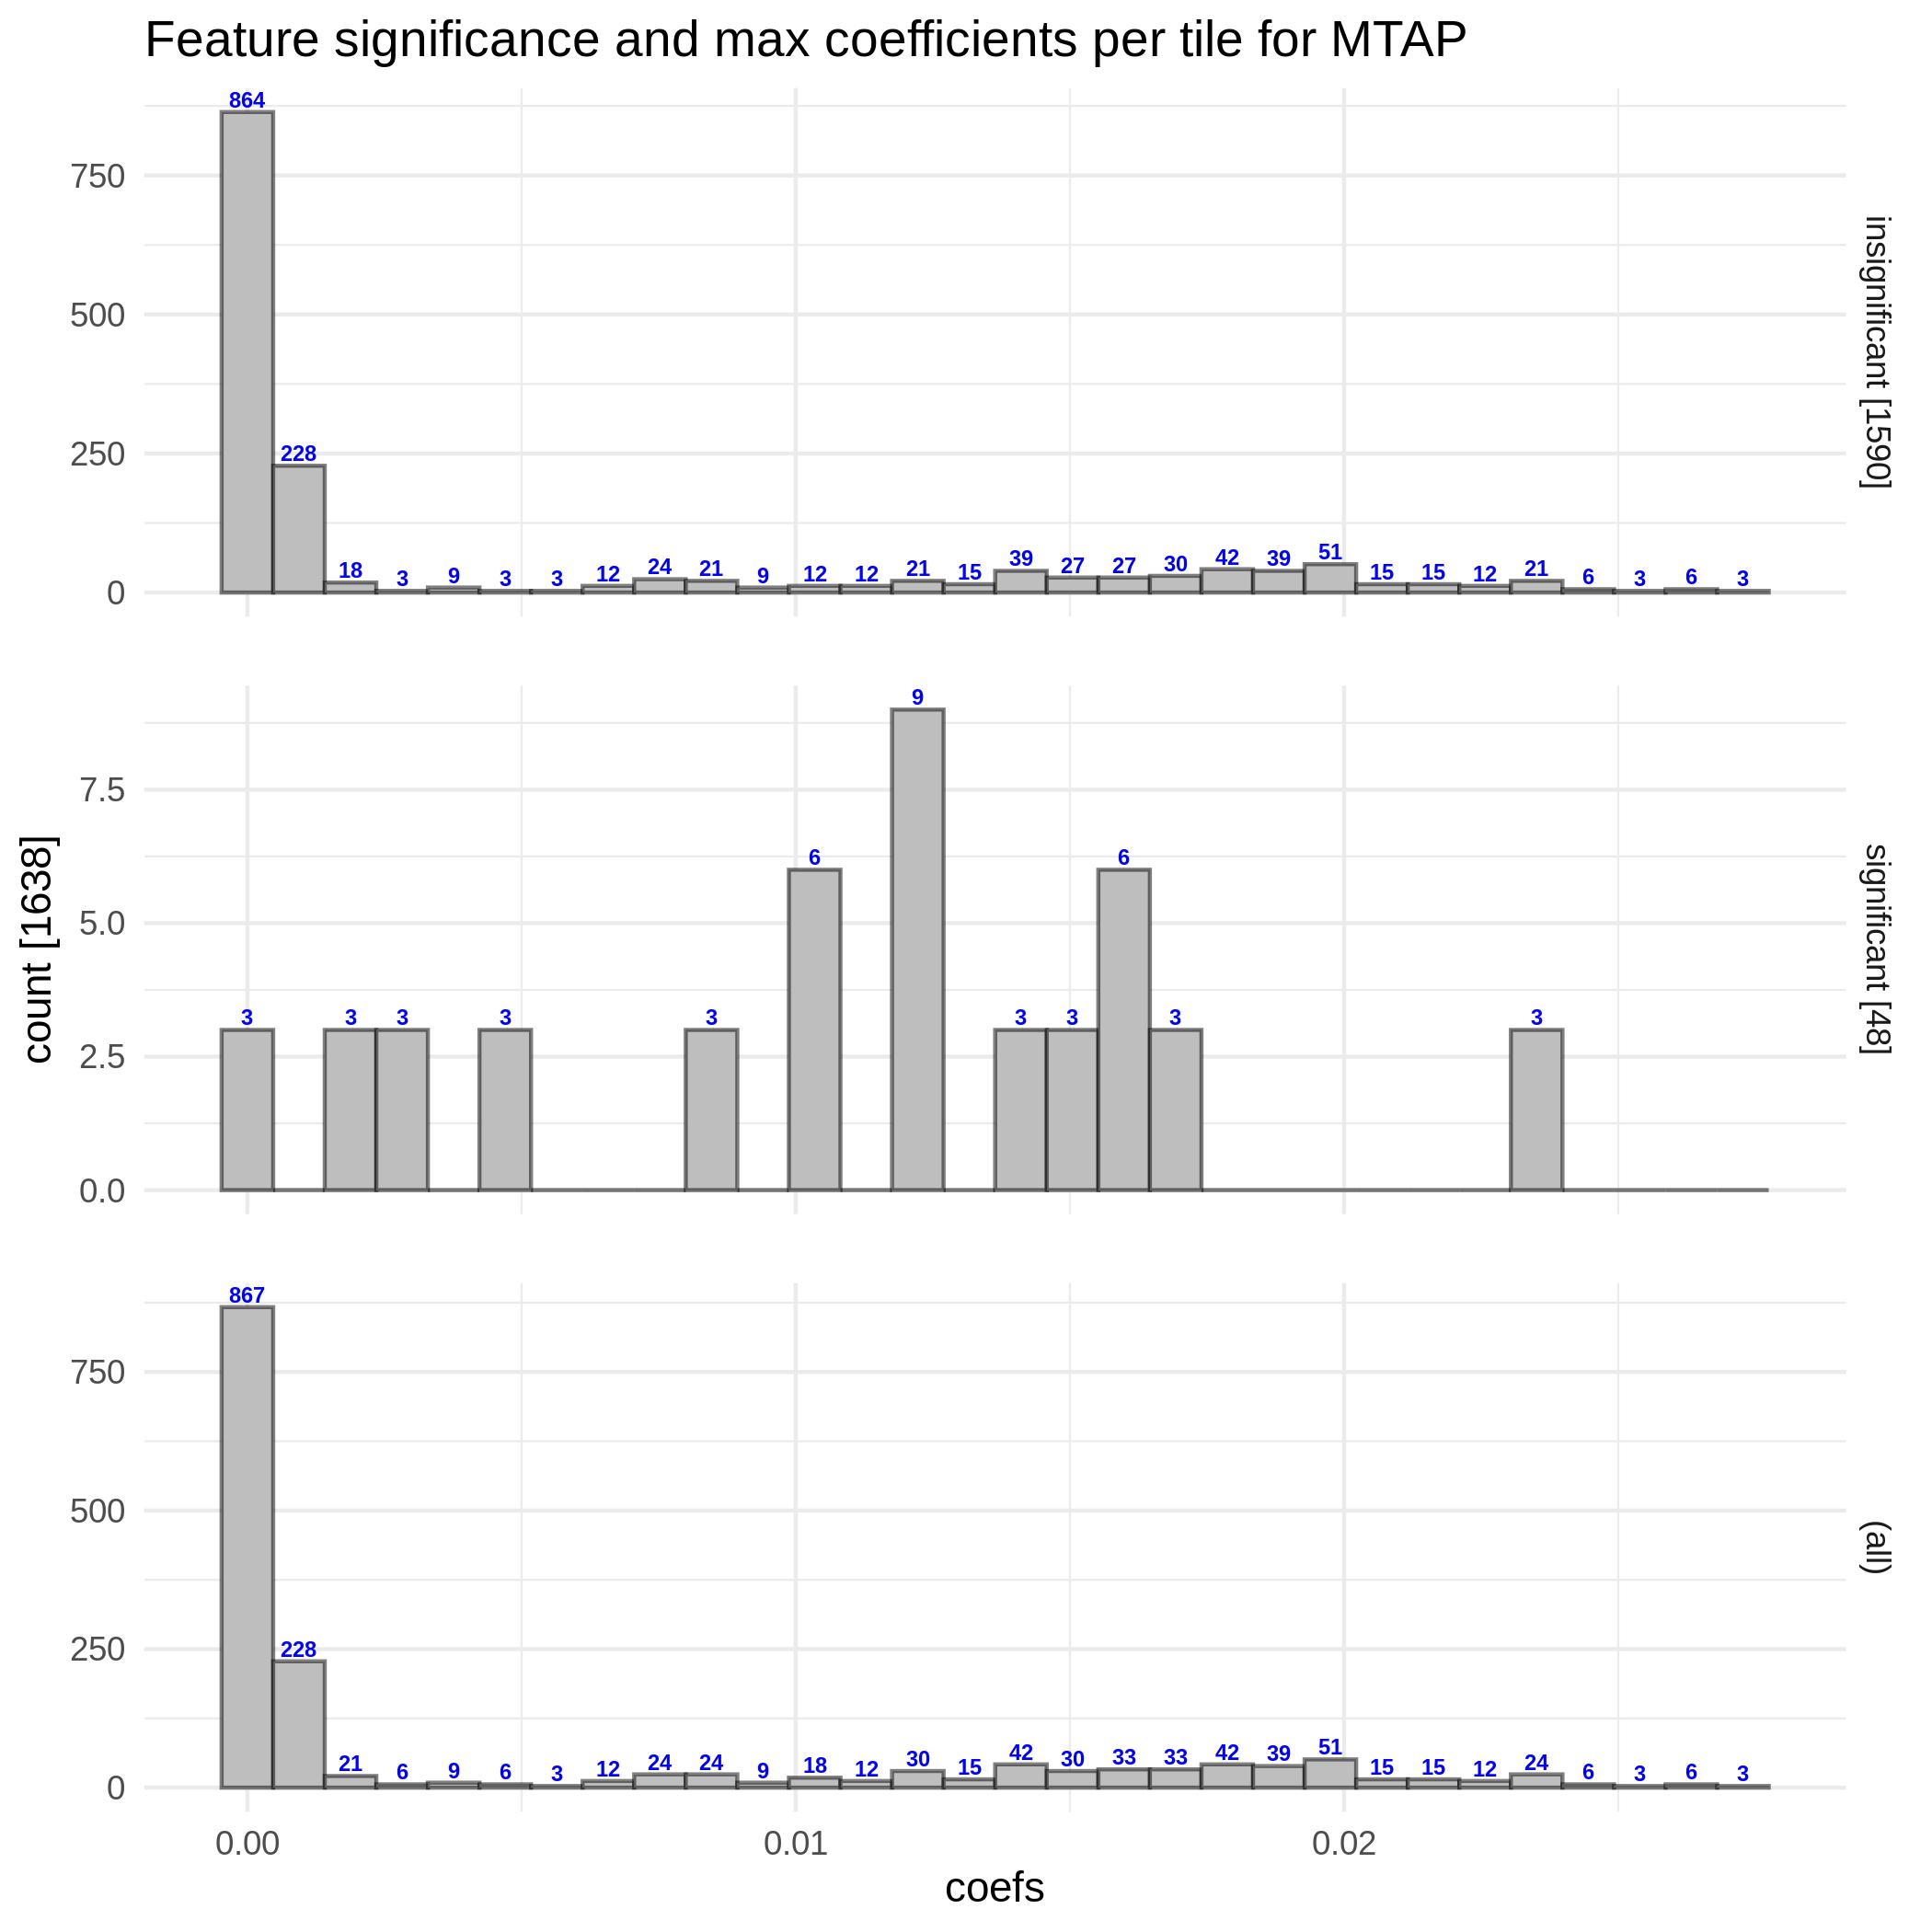 Feature significance and max coefficients per tile for MTAP
864
750
500
250
228
0
18 3 9 3 3 12 24 21 9 12 12 21 15 39 27 27 30 42 39 51 15 15 12 21 6 3 6 3
insignificant [1590]
count [1638]
7.5
5.0
2.5
0.0
3 3 3 3 3 6 9 3 3 6 3 3
significant [48]
867
750
500
250
228
0
21 6 9 6 3 12 24 24 9 18 12 30 15 42 30 33 33 42 39 51 15 15 12 24 6 3 6 3
(all)
0.00 0.01 0.02
coefs